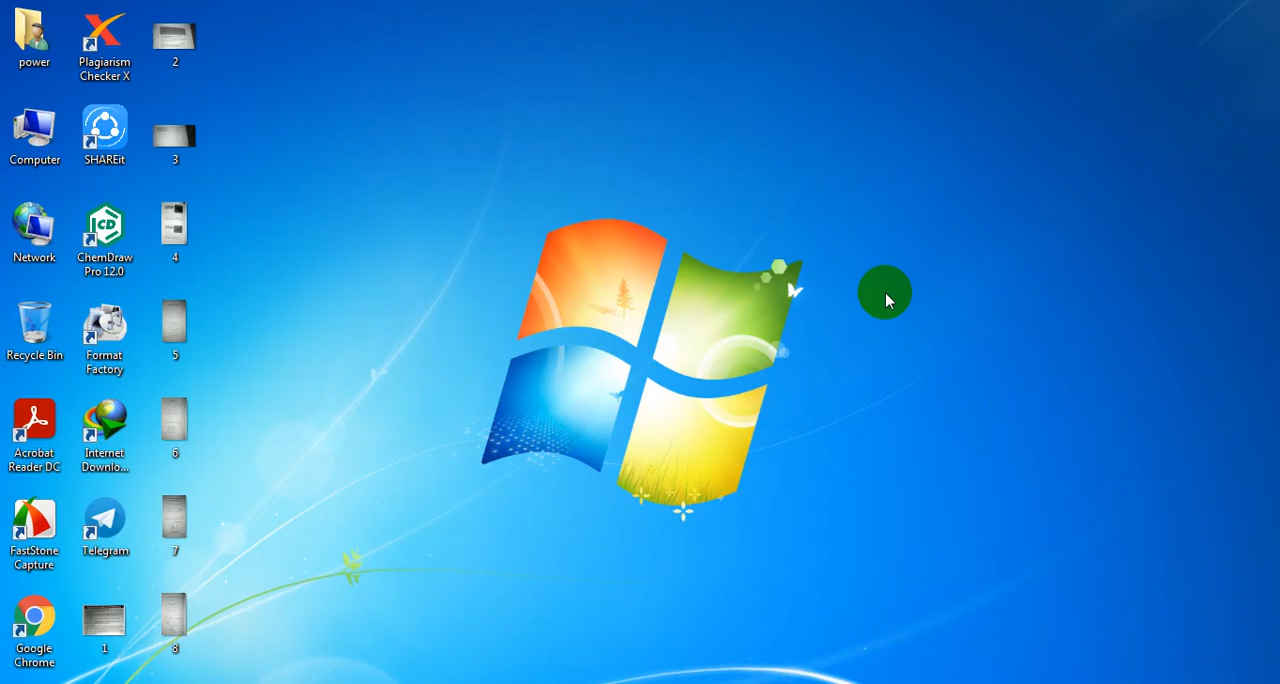 power
Plagiarism
Checker X
2
Computer
SHAREit
3
Network
ChemDraw
Pro 12.0
4
Recycle Bin
Format
Factory
5
Acrobat
Reader DC
Internet
Downlo...
6
FastStone
Capture
Telegram
7
Google
Chrome
1
8